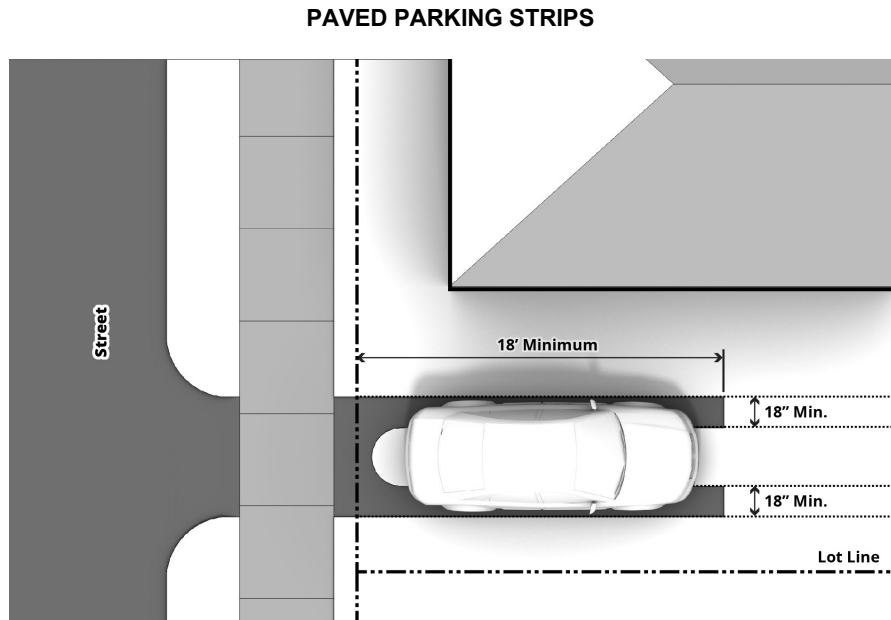 PAVED PARKING STRIPS
Street
18’ Minimum
18” Min.
18” Min.
Lot Line